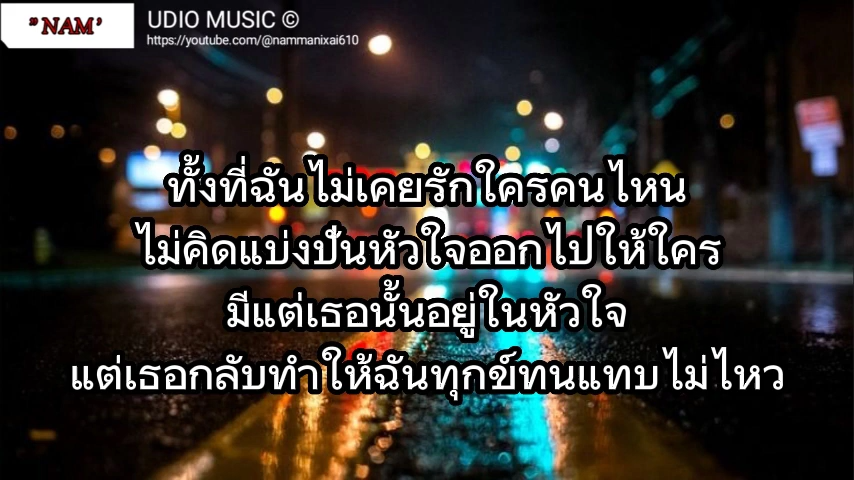 "NAM'
UDIO MUSIC ©
https://youtube.com/@nammanixai610
ทั้งที่ฉันไม่เคยรักใครคนไหน
ไม่คิดแบ่งปันหัวใจออกไปให้ใคร
มีแต่เธอนั้นอยู่ในหัวใจ
แต่เธอกลับทำให้ฉันทุกข์ทนแทบไม่ไหว